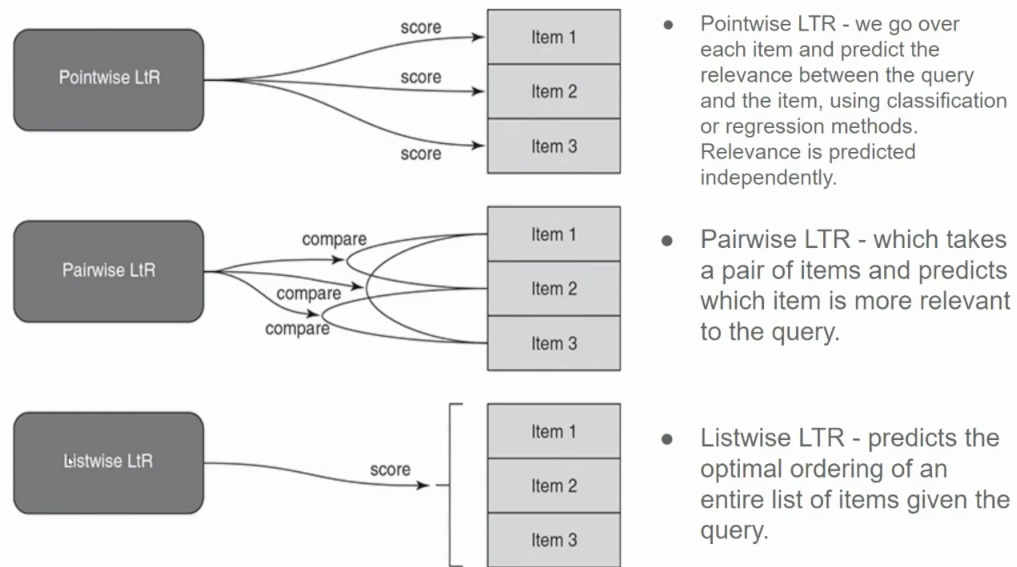 Pointwise LtR
score
score
score
Item 1
Item 2
Item 3
● Pointwise LTR - we go over
each item and predict the
relevance between the query
and the item, using classification
or regression methods.
Relevance is predicted
independently.
Pairwise LtR
compare
compare
compare
Item 1
Item 2
Item 3
● Pairwise LTR - which takes
a pair of items and predicts
which item is more relevant
to the query.
Listwise LtR
score
Item 1
Item 2
Item 3
● Listwise LTR - predicts the
optimal ordering of an
entire list of items given the
query.